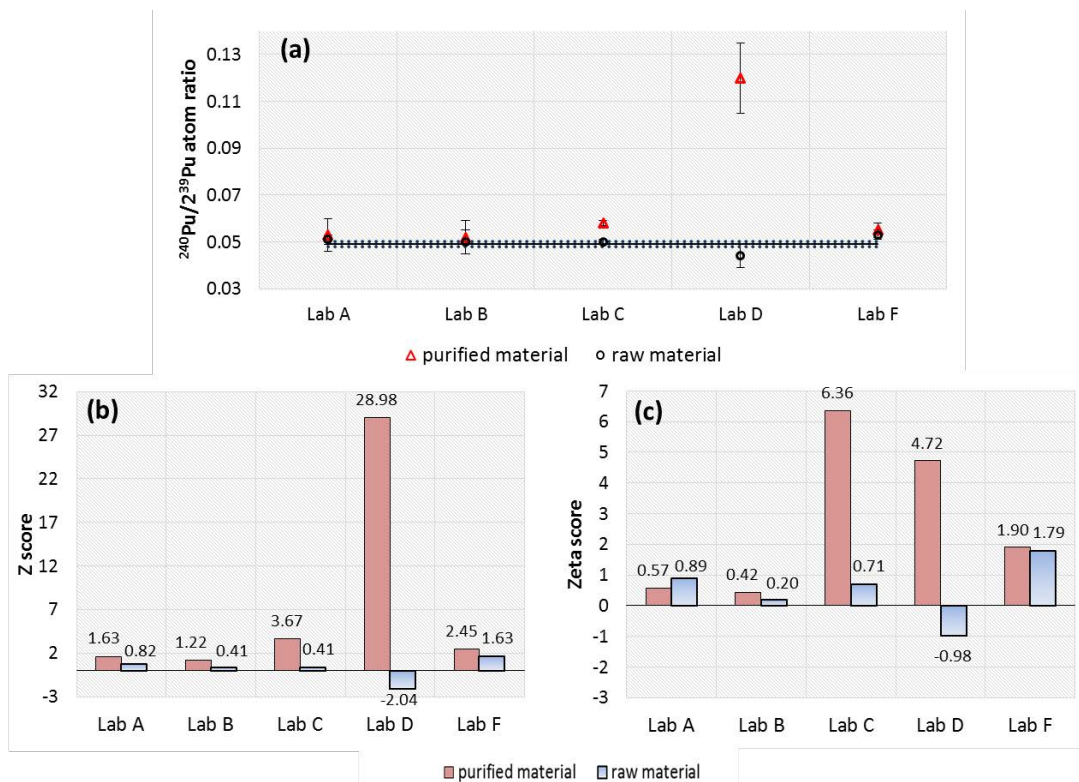 (a)
²⁴⁰Pu/2³⁹Pu atom ratio
0.13
0.11
0.09
0.07
0.05
0.03
Lab A Lab B Lab C Lab D Lab F
purified material raw material
(b)
Z score
32
27
22
17
12
7
2
-3
1.63 0.82 1.22 0.41 3.67 0.41 28.98 -2.04 2.45 1.63
Lab A Lab B Lab C Lab D Lab F
(c)
Zeta score
7
6
5
4
3
2
1
0
-1
-2
-3
0.57 0.89 0.42 0.20 6.36 0.71 4.72 -0.98 1.90 1.79
Lab A Lab B Lab C Lab D Lab F
purified material raw material